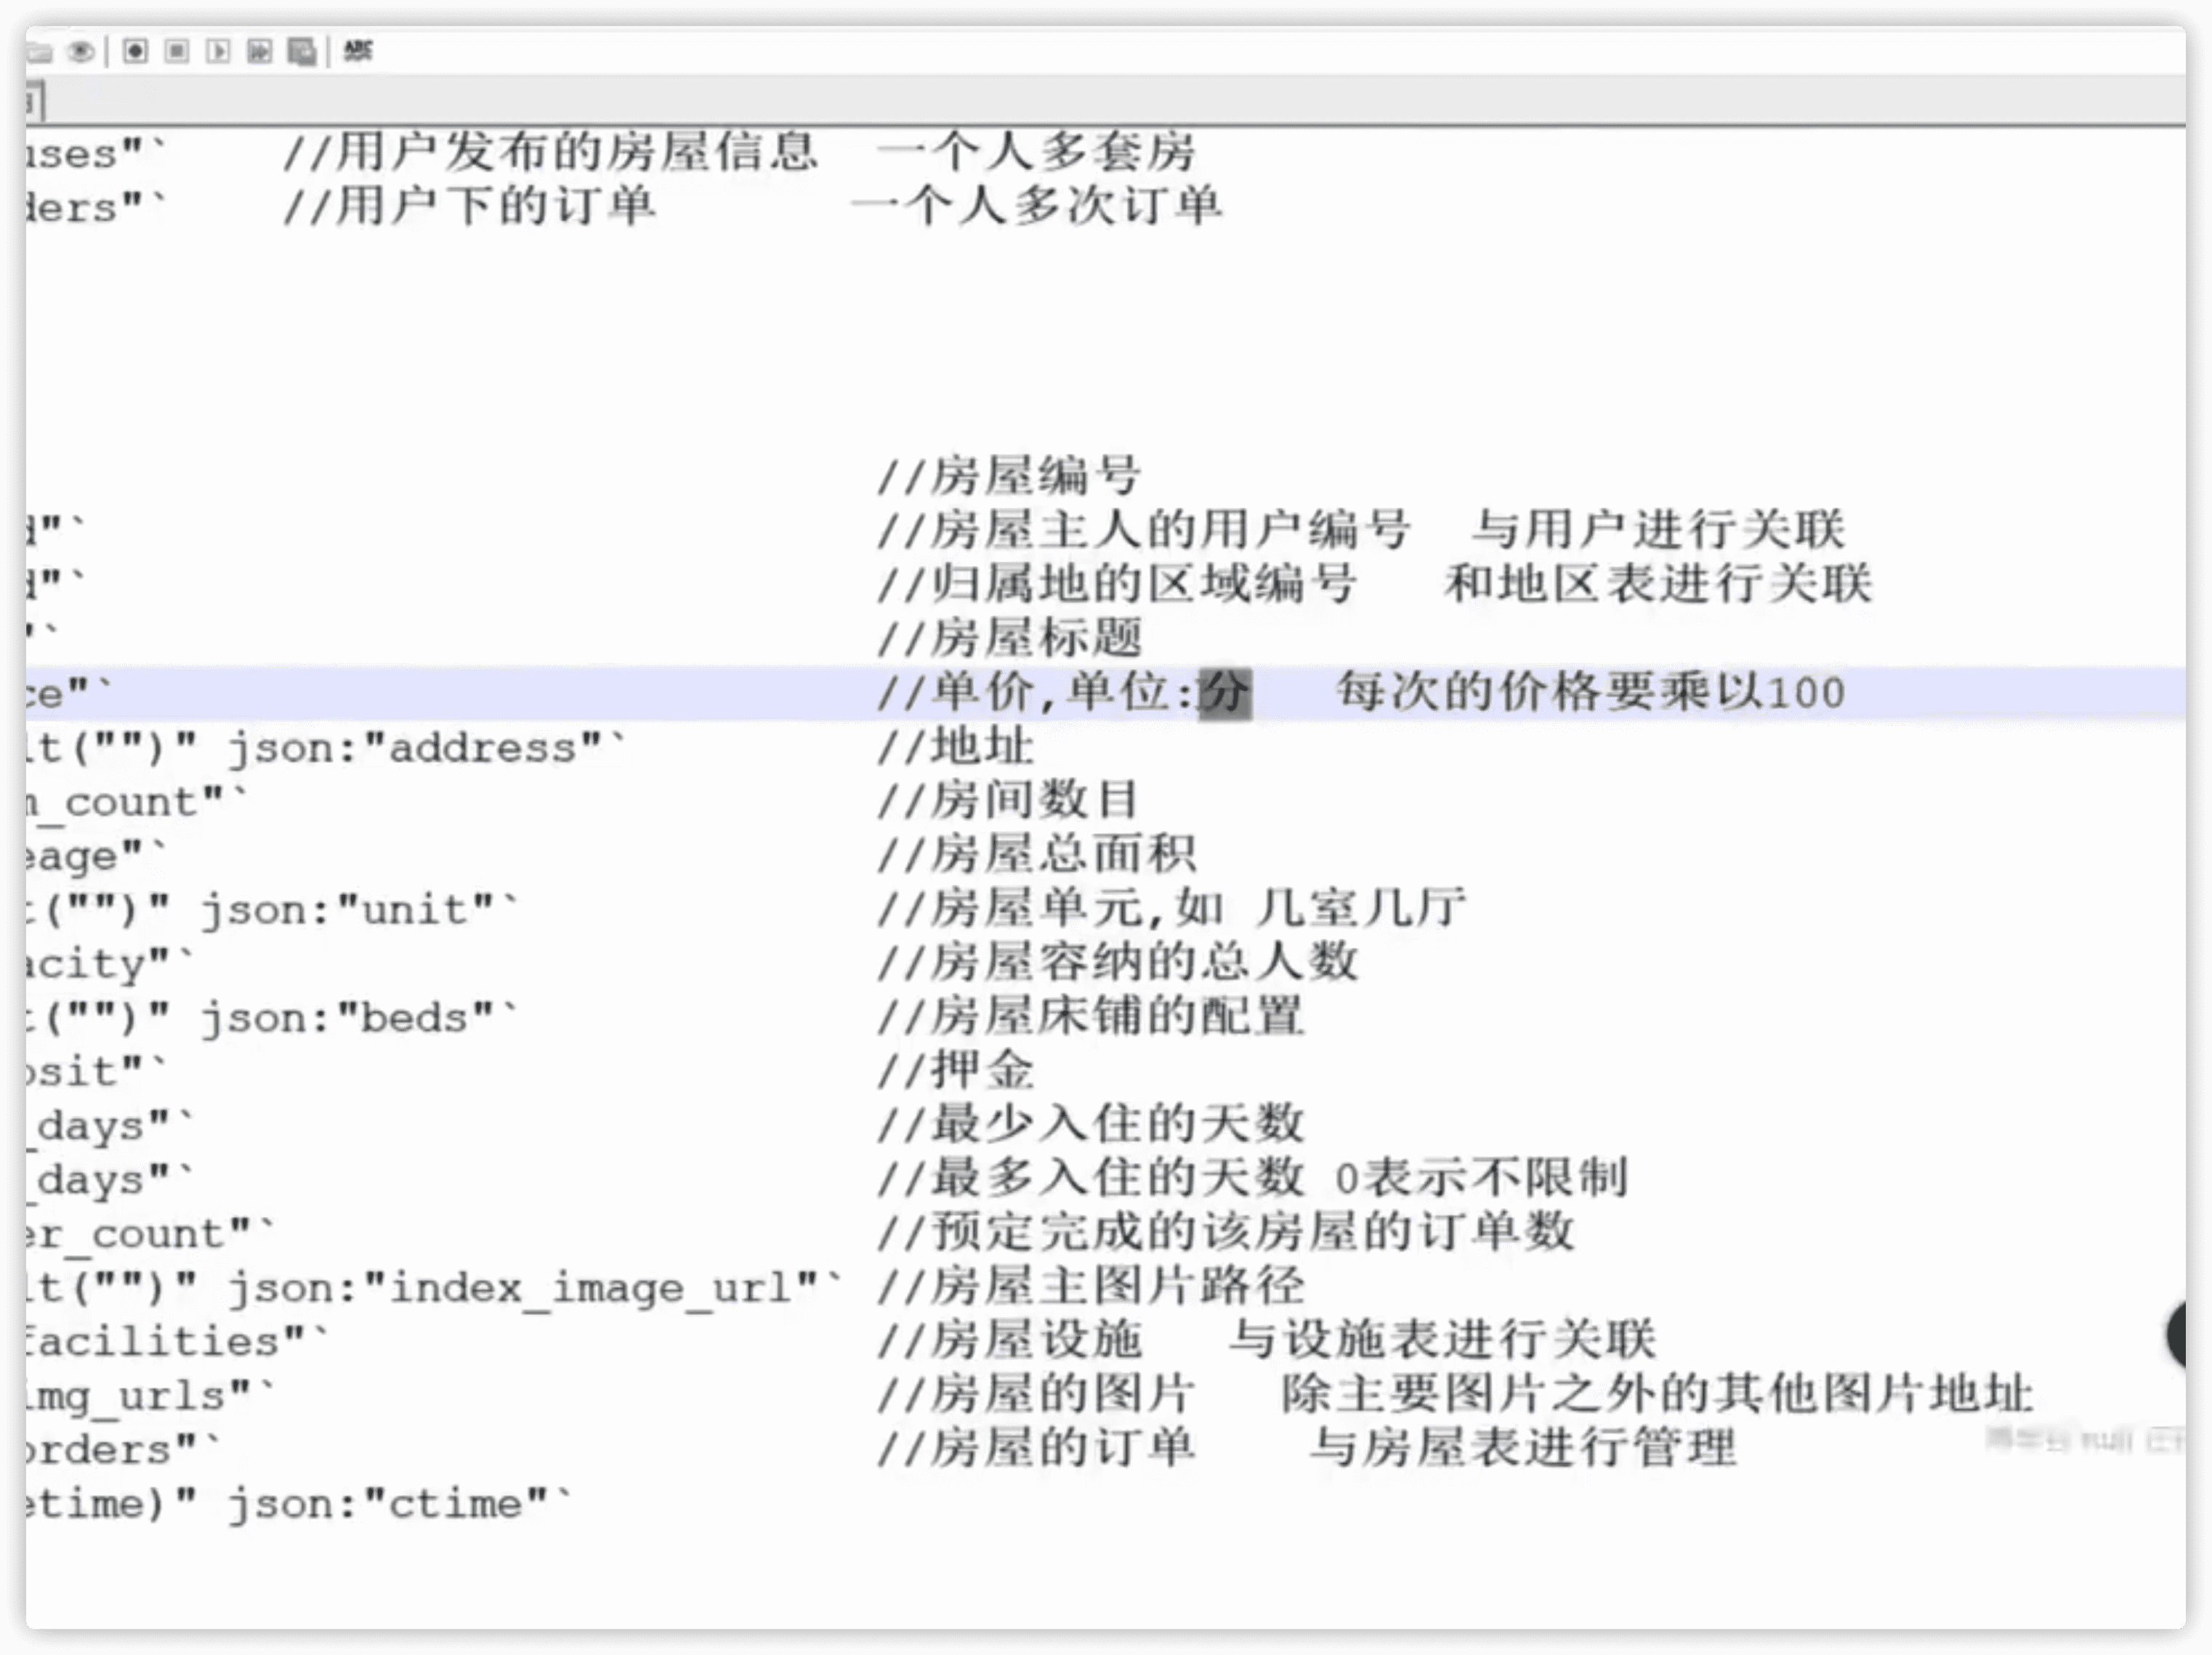 uses"`    //用户发布的房屋信息  一个人多套房
ders"`    //用户下的订单       一个人多次订单
//房屋编号
d"`    //房屋主人的用户编号  与用户进行关联
d"`    //归属地的区域编号   和地区表进行关联
"`    //房屋标题
ce"`    //单价,单位:分   每次的价格要乘以100
lt("")" json:"address"`    //地址
m_count"`    //房间数目
eage"`    //房屋总面积
t("")" json:"unit"`    //房屋单元,如 几室几厅
acity"`    //房屋容纳的总人数
t("")" json:"beds"`    //房屋床铺的配置
osit"`    //押金
_days"`    //最少入住的天数
_days"`    //最多入住的天数 0表示不限制
er_count"`    //预定完成的该房屋的订单数
lt("")" json:"index_image_url"` //房屋主图片路径
facilities"`    //房屋设施   与设施表进行关联
img_urls"`    //房屋的图片   除主要图片之外的其他图片地址
orders"`    //房屋的订单    与房屋表进行管理
etime)" json:"ctime"`